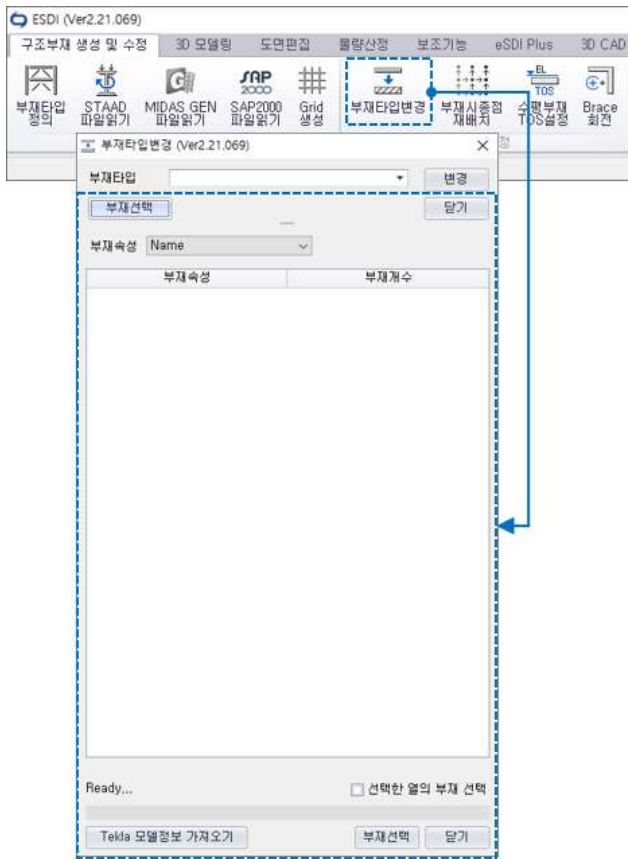 ESDI (Ver2.21.069)
구조부재 생성 및 수정 3D 모델링 도면편집 물량산정 보조기능 eSDI Plus 3D CAD
부재타입 정의
STAAD 파일읽기
MIDAS GEN 파일읽기
SAP 2000
SAP2000 파일읽기
Grid 생성
부재타입변경
부재시종점 재배치
EL
TOS
수평부재 TOS설정
Brace 회전
정
부재타입변경 (Ver2.21.069)
부재타입 변경
부재선택 닫기
부재속성 Name
부재속성 부재개수
Ready... 선택한 열의 부재 선택
Tekla 모델정보 가져오기 부재선택 닫기